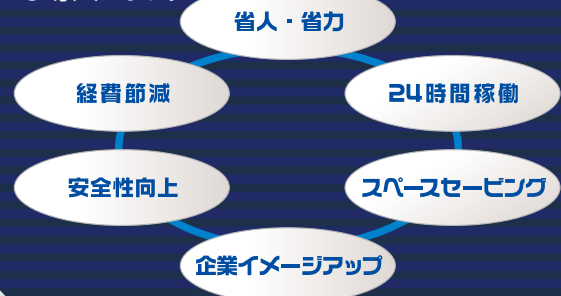 省人・省力
経費節減
24時間稼働
安全性向上
スペースセービング
企業イメージアップ